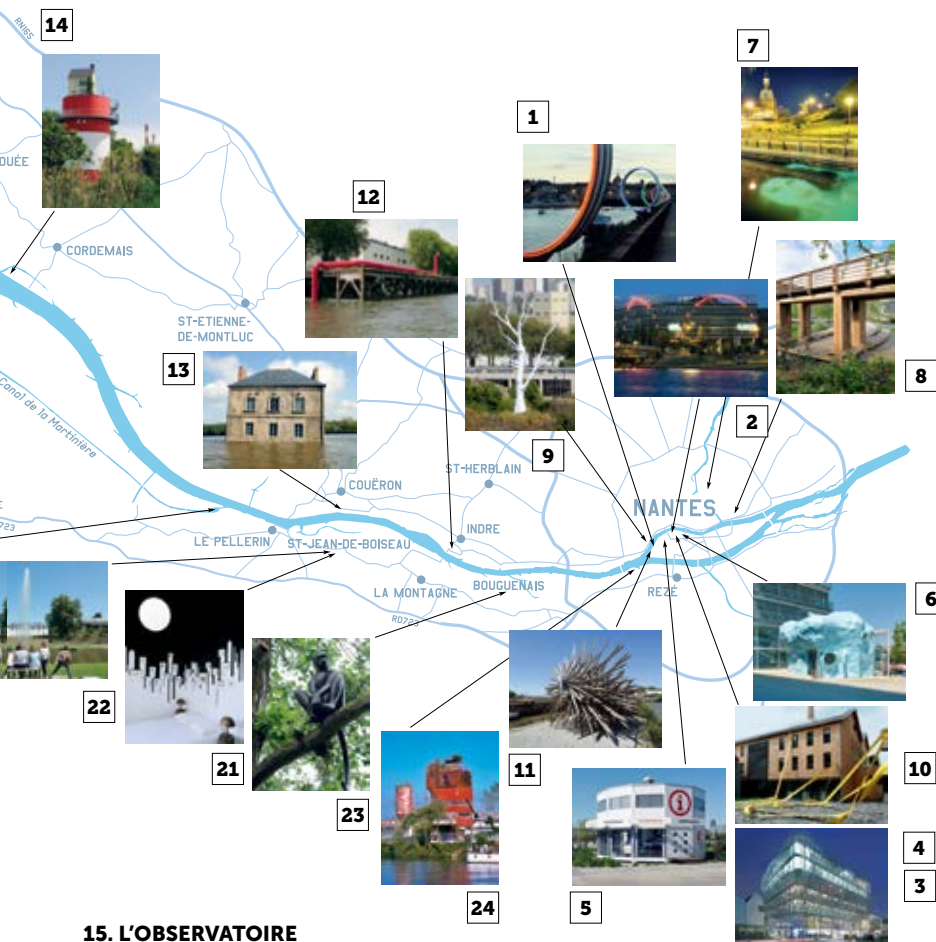 RN165
14
7
1
OUÉE
12
CORDEMAIS
ST-ETIENNE-
DE-MONTLUC
13
8
Canal de la Martinière
2
9
ST-HERBLAIN
COUËRON
NANTES
723
LE PELLERIN
ST-JEAN-DE-BOISEAU
INDRE
LA MONTAGNE
BOUGUENAIS
REZÉ
RD723
6
22
21
11
10
23
4
3
24
5
15. L'OBSERVATOIRE